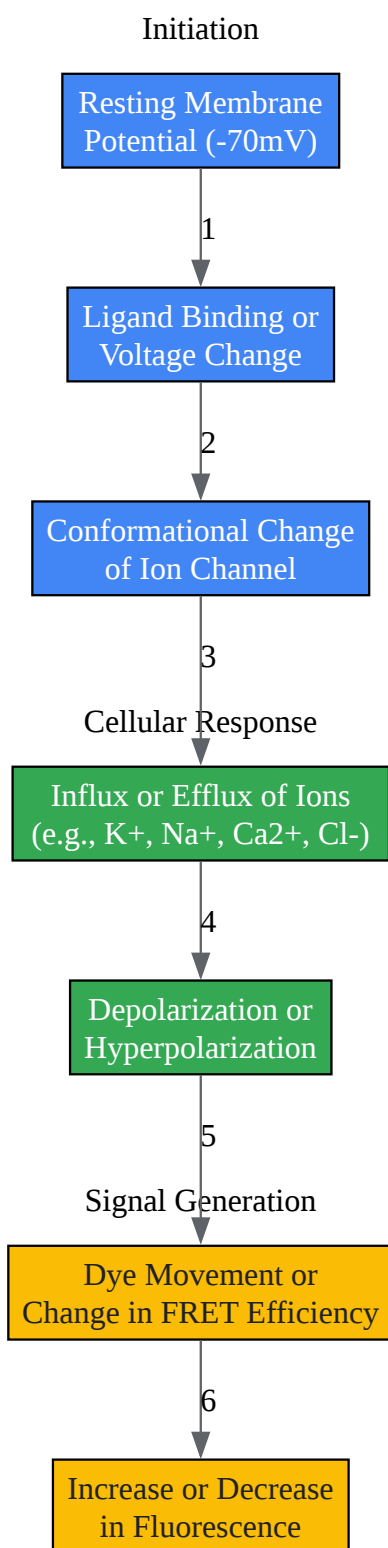 Initiation
Resting Membrane
Potential (-70mV)
1
Ligand Binding or
Voltage Change
2
Conformational Change
of Ion Channel
3
Cellular Response
Influx or Efflux of Ions
(e.g., K+, Na+, Ca2+, Cl-)
4
Depolarization or
Hyperpolarization
5
Signal Generation
Dye Movement or
Change in FRET Efficiency
6
Increase or Decrease
in Fluorescence